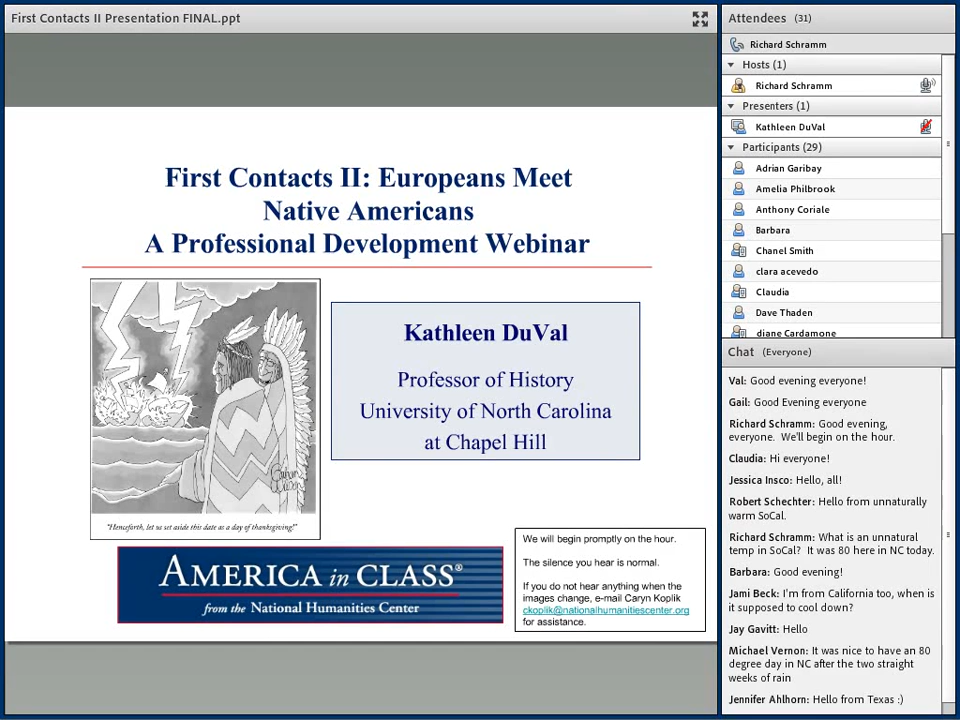 First Contacts II Presentation FINAL.ppt
First Contacts II: Europeans Meet
Native Americans
A Professional Development Webinar
Kathleen DuVal
Professor of History
University of North Carolina
at Chapel Hill
"Henceforth, let us set aside this date as a day of thanksgiving!"
AMERICA in CLASS®
from the National Humanities Center
We will begin promptly on the hour.
The silence you hear is normal.
If you do not hear anything when the
images change, e-mail Caryn Koplik
ckoplik@nationalhumanitiescenter.org
for assistance.
Attendees (31)
Richard Schramm
Hosts (1)
Richard Schramm
Presenters (1)
Kathleen DuVal
Participants (29)
Adrian Garibay
Amelia Philbrook
Anthony Coriale
Barbara
Chanel Smith
clara acevedo
Claudia
Dave Thaden
diane Cardamone
Chat (Everyone)
Val: Good evening everyone!
Gail: Good Evening everyone
Richard Schramm: Good evening,
everyone. We'll begin on the hour.
Claudia: Hi everyone!
Jessica Insco: Hello, all!
Robert Schechter: Hello from unnaturally
warm SoCal.
Richard Schramm: What is an unnatural
temp in SoCal? It was 80 here in NC today.
Barbara: Good evening!
Jami Beck: I'm from California too, when is
it supposed to cool down?
Jay Gavitt: Hello
Michael Vernon: It was nice to have an 80
degree day in NC after the two straight
weeks of rain
Jennifer Ahlhorn: Hello from Texas :)